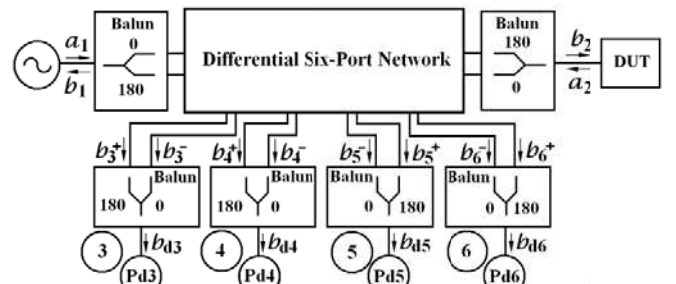 Balun
Balun
a1
0
180
b2
Differential Six-Port Network
DUT
b1
180
0
a2
b3+
b3-
b4+
b4-
b5-
b5+
b6-
b6+
Balun
Balun
Balun
Balun
180
0
180
0
0
180
0
180
3
bd3
4
bd4
5
bd5
6
bd6
Pd3
Pd4
Pd5
Pd6